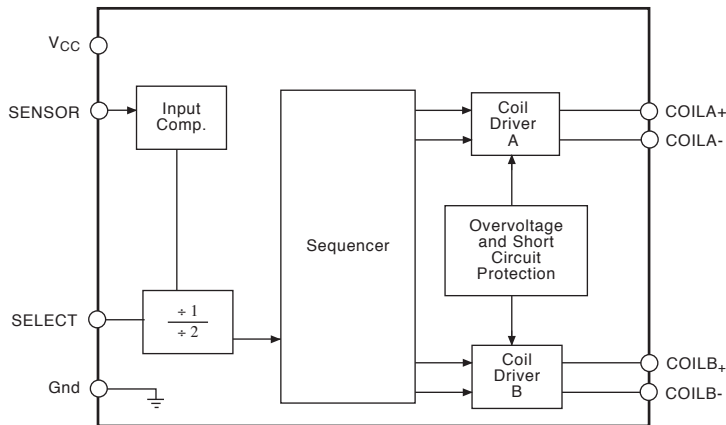 VCC
SENSOR
Input
Comp.
Coil
Driver
A
COILA+
COILA-
Sequencer
Overvoltage
and Short
Circuit
Protection
SELECT
÷ 1
÷ 2
Gnd
Coil
Driver
B
COILB+
COILB-